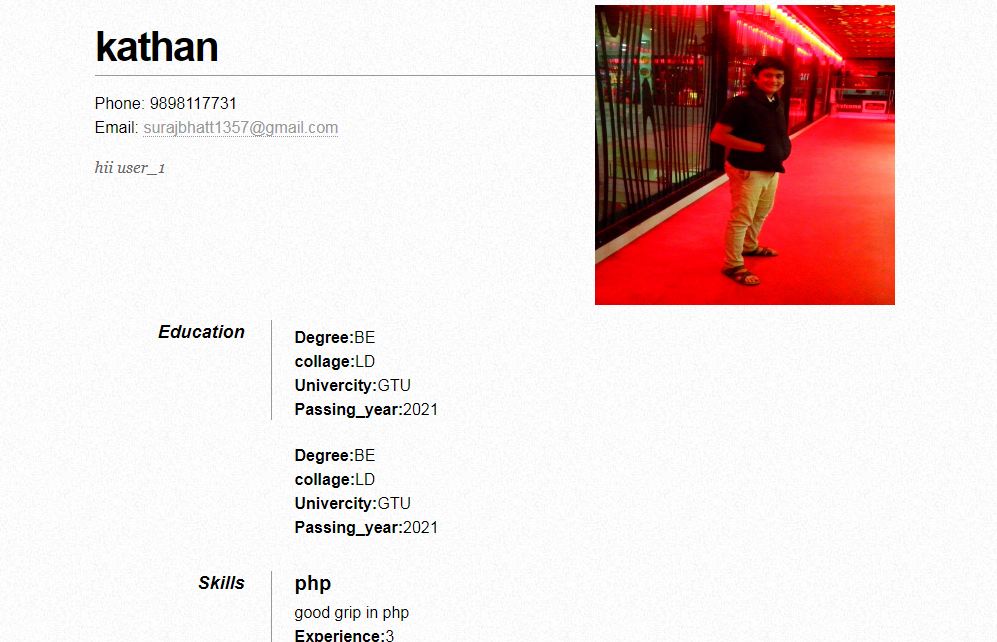 kathan
Phone: 9898117731
Email: surajbhatt1357@gmail.com
hii user_1
Education
Degree:BE
collage:LD
Univercity:GTU
Passing_year:2021
Degree:BE
collage:LD
Univercity:GTU
Passing_year:2021
Skills
php
good grip in php
Experience:3